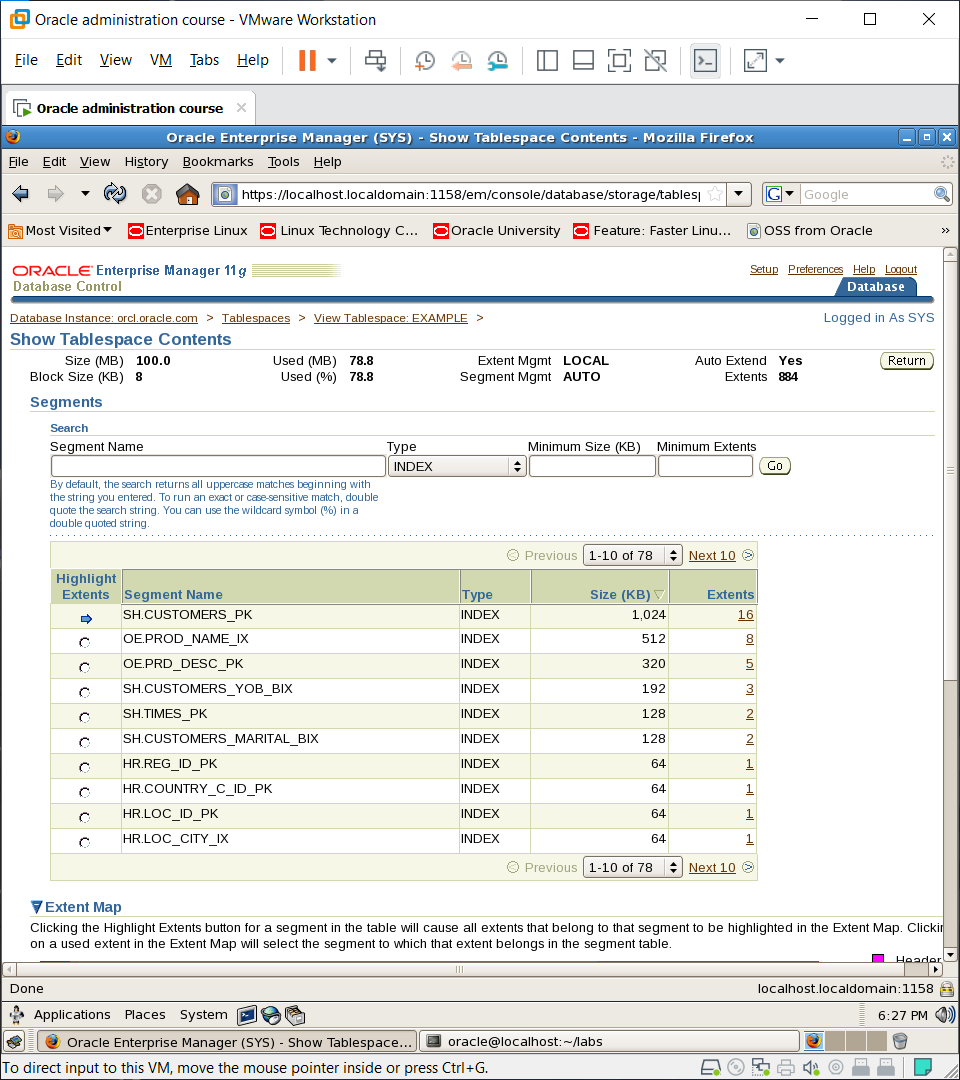 Oracle administration course - VMware Workstation
File Edit View VM Tabs Help
Oracle administration course
Oracle Enterprise Manager (SYS) - Show Tablespace Contents - Mozilla Firefox
File Edit View History Bookmarks Tools Help
https://localhost.localdomain:1158/em/console/database/storage/tablesp
G Google
Most Visited Enterprise Linux Linux Technology C... Oracle University Feature: Faster Linu... OSS from Oracle »
ORACLE Enterprise Manager 11g
Database Control
Setup Preferences Help Logout
Database
Database Instance: orcl.oracle.com > Tablespaces > View Tablespace: EXAMPLE > Logged in As SYS
Show Tablespace Contents
Size (MB) 100.0 Used (MB) 78.8 Extent Mgmt LOCAL Auto Extend Yes Return
Block Size (KB) 8 Used (%) 78.8 Segment Mgmt AUTO Extents 884
Segments
Search
Segment Name Type Minimum Size (KB) Minimum Extents
INDEX Go
By default, the search returns all uppercase matches beginning with
the string you entered. To run an exact or case-sensitive match, double
quote the search string. You can use the wildcard symbol (%) in a
double quoted string.
Previous 1-10 of 78 Next 10
Highlight Extents Segment Name Type Size (KB) Extents
SH.CUSTOMERS_PK INDEX 1,024 16
OE.PROD_NAME_IX INDEX 512 8
OE.PRD_DESC_PK INDEX 320 5
SH.CUSTOMERS_YOB_BIX INDEX 192 3
SH.TIMES_PK INDEX 128 2
SH.CUSTOMERS_MARITAL_BIX INDEX 128 2
HR.REG_ID_PK INDEX 64 1
HR.COUNTRY_C_ID_PK INDEX 64 1
HR.LOC_ID_PK INDEX 64 1
HR.LOC_CITY_IX INDEX 64 1
Previous 1-10 of 78 Next 10
Extent Map
Clicking the Highlight Extents button for a segment in the table will cause all extents that belong to that segment to be highlighted in the Extent Map. Clickin
on a used extent in the Extent Map will select the segment to which that extent belongs in the segment table.
Header
Done localhost.localdomain:1158
Applications Places System 6:27 PM
Oracle Enterprise Manager (SYS) - Show Tablespace... oracle@localhost:~/labs
To direct input to this VM, move the mouse pointer inside or press Ctrl+G.